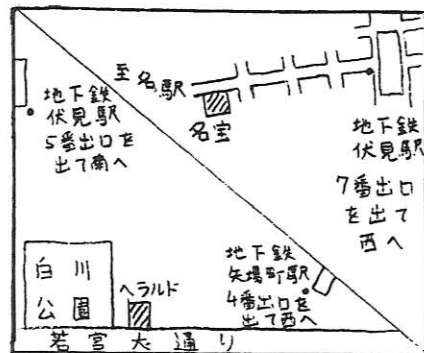 至名駅
名宝
地下鉄
伏見駅
5番出口を
出て南へ
地下鉄
伏見駅
7番出口
を出て
西へ
白川
公園
ヘラルド
地下鉄
矢場町駅
4番出口を
出て西へ
若宮大通り